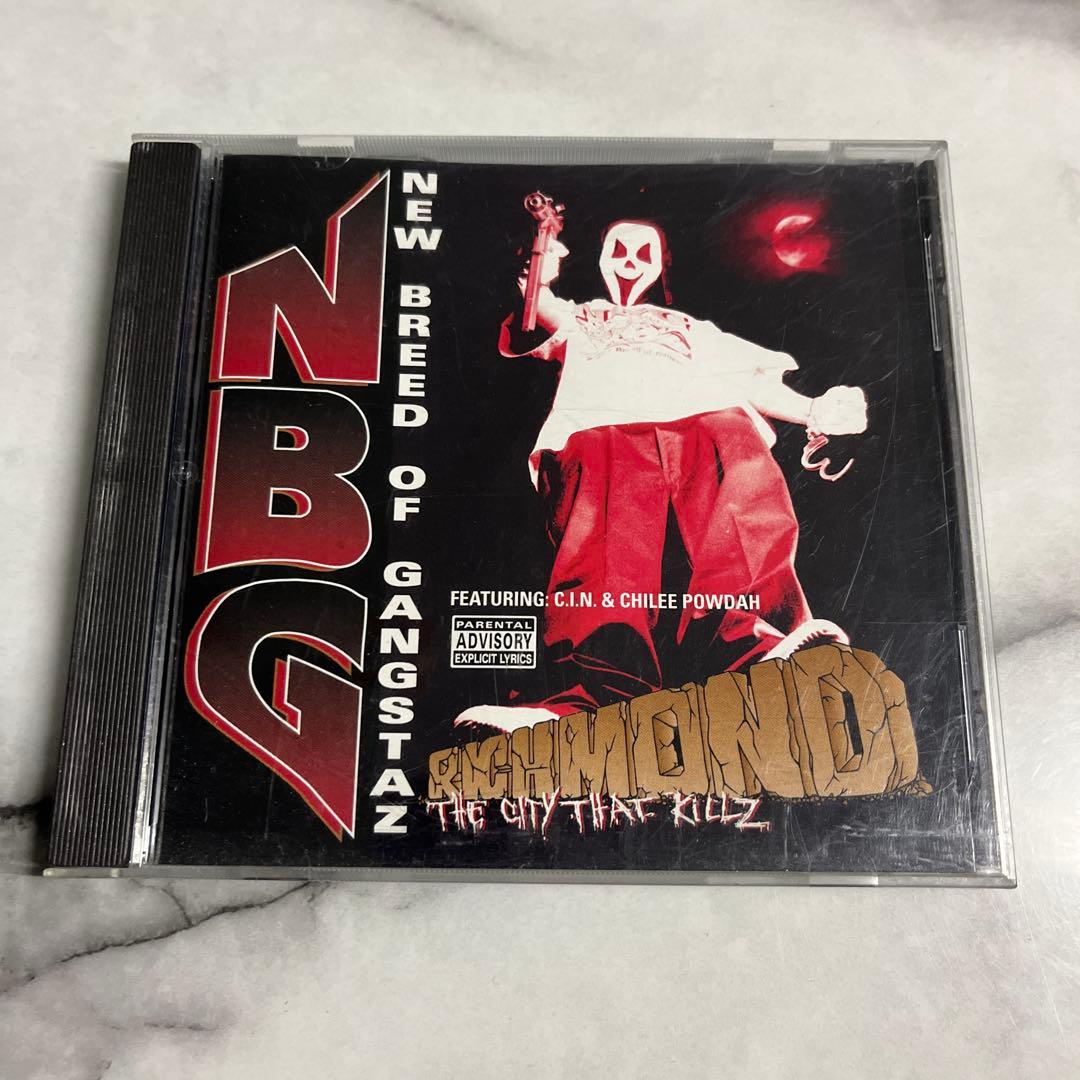 NBG
NEW BREED OF GANGSTAZ
FEATURING: C.I.N. & CHILEE POWDAH
PARENTAL
ADVISORY
EXPLICIT LYRICS
RICHMOND
THE CITY THAT KILLZ